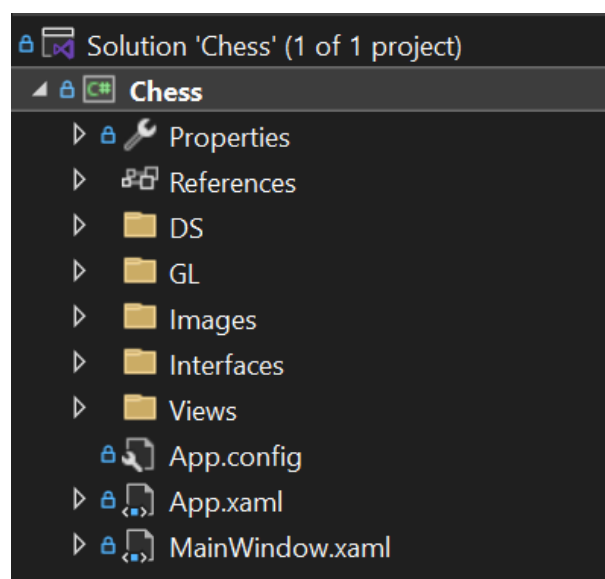 Solution 'Chess' (1 of 1 project)
C# Chess
Properties
References
DS
GL
Images
Interfaces
Views
App.config
App.xaml
MainWindow.xaml